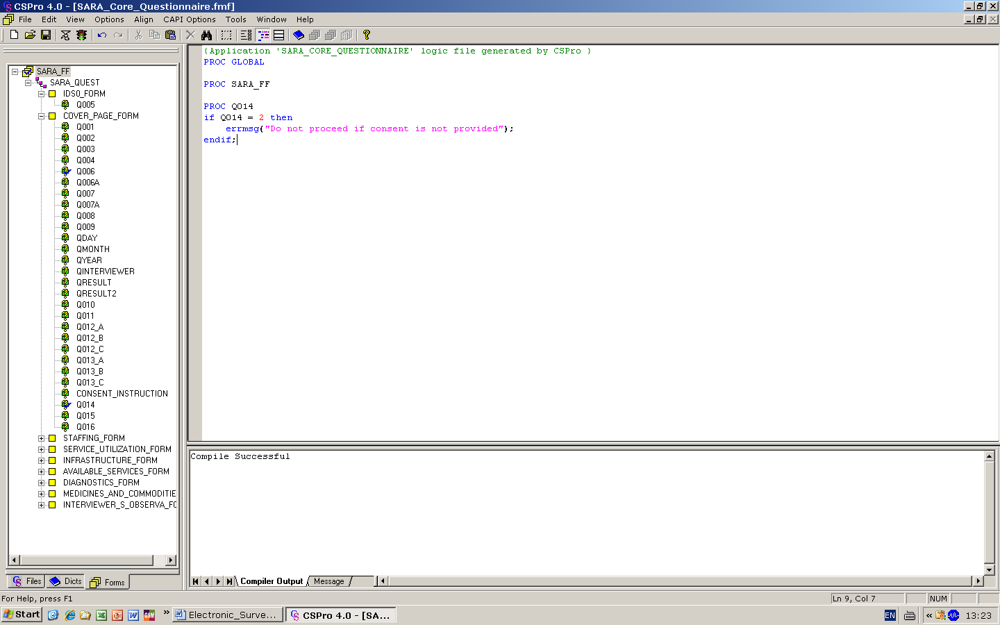 CSPro 4.0 - [SARA_Core_Questionnaire.fmf]
File Edit View Options Align CAPI Options Tools Window Help
SARA_FF
SARA_QUEST
IDS0_FORM
Q005
COVER_PAGE_FORM
Q001
Q002
Q003
Q004
Q006
Q006A
Q007
Q007A
Q008
Q009
QDAY
QMONTH
QYEAR
QINTERVIEWER
QRESULT
QRESULT2
Q010
Q011
Q012_A
Q012_B
Q012_C
Q013_A
Q013_B
Q013_C
CONSENT_INSTRUCTION
Q014
Q015
Q016
STAFFING_FORM
SERVICE_UTILIZATION_FORM
INFRASTRUCTURE_FORM
AVAILABLE_SERVICES_FORM
DIAGNOSTICS_FORM
MEDICINES_AND_COMMODITIE
INTERVIEWER_S_OBSERVA_FO
Files Dicts Forms
{Application 'SARA_CORE_QUESTIONNAIRE' logic file generated by CSPro }
PROC GLOBAL
PROC SARA_FF
PROC Q014
if Q014 = 2 then
errmsg("Do not proceed if consent is not provided");
endif;
Compile Successful
Compiler Output Message
For Help, press F1
Ln 9, Col 7
NUM
Start
Electronic_Surve...
CSPro 4.0 - [SA...
EN
13:23